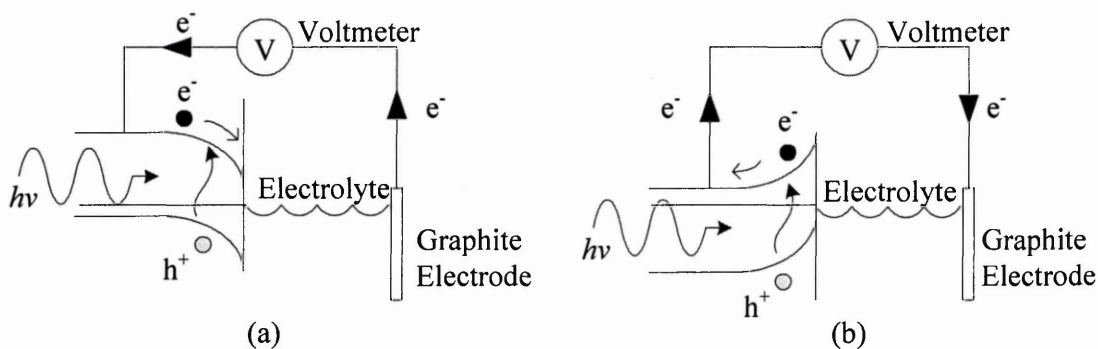 e⁻
V
Voltmeter
e⁻
e⁻
hν
Electrolyte
h⁺
Graphite
Electrode
(a)
V
Voltmeter
e⁻
e⁻
e⁻
hν
Electrolyte
h⁺
Graphite
Electrode
(b)